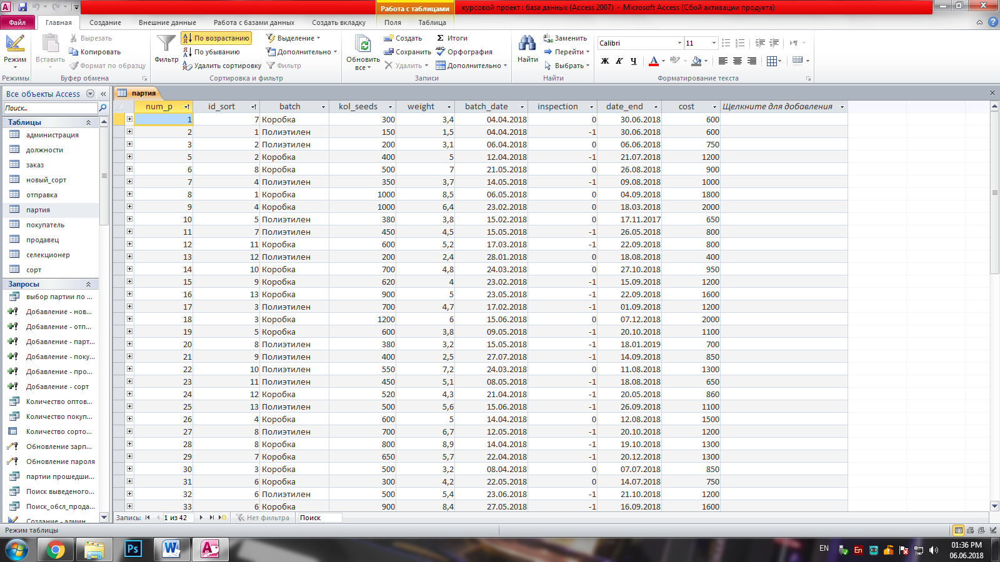 Работа с таблицами
курсовой проект : база данных (Access 2007) - Microsoft Access (Сбой активации продукта)
Файл Главная Создание Внешние данные Работа с базами данных Создать вкладку Поля Таблица
Режим
Режимы
Вставить
Вырезать
Копировать
Формат по образцу
Буфер обмена
Фильтр
По возрастанию
По убыванию
Удалить сортировку
Выделение
Дополнительно
Фильтр
Сортировка и фильтр
Обновить все
Создать
Сохранить
Удалить
Итоги
Орфография
Дополнительно
Записи
Найти
Заменить
Перейти
Выбрать
Найти
Calibri 11
Ж К Ч
Форматирование текста
Все объекты Access
Поиск...
Таблицы
администрация
должности
заказ
новый_сорт
отправка
партия
покупатель
продавец
селекционер
сорт
Запросы
выбор партии по ...
Добавление - нов...
Добавление - отп...
Добавление - парт...
Добавление - поку...
Добавление - про...
Добавление - сорт
Количество оптов...
Количество покуп...
Количество сорто...
Обновление зарп...
Обновление пароля
партии прошедши...
Поиск выведеного...
Поиск_обсл_прода...
Создание - админ...
партия
num_p id_sort batch kol_seeds weight batch_date inspection date_end cost Щелкните для добавления
1 7 Коробка 300 3,4 04.04.2018 0 30.06.2018 600
2 1 Полиэтилен 150 1,5 04.04.2018 -1 30.06.2018 600
3 2 Полиэтилен 200 3,1 06.04.2018 0 06.06.2018 750
5 2 Коробка 400 5 12.04.2018 -1 21.07.2018 1200
6 8 Коробка 500 7 21.05.2018 0 26.08.2018 900
7 4 Полиэтилен 350 3,7 14.05.2018 -1 09.08.2018 1000
8 1 Коробка 1000 8,5 06.05.2018 0 04.09.2018 1800
9 4 Коробка 1000 6,4 23.02.2018 0 18.03.2018 2000
10 5 Полиэтилен 380 3,8 15.02.2018 0 17.11.2017 650
11 7 Полиэтилен 450 4,5 15.05.2018 -1 26.05.2018 800
12 11 Коробка 600 5,2 17.03.2018 -1 22.09.2018 800
13 12 Полиэтилен 200 2,4 28.01.2018 0 18.08.2018 400
14 10 Коробка 700 4,8 24.03.2018 0 27.10.2018 950
15 9 Коробка 620 4 23.02.2018 -1 15.09.2018 1200
16 13 Коробка 900 5 23.05.2018 -1 22.09.2018 1600
17 3 Полиэтилен 700 4,7 17.02.2018 -1 01.09.2018 1200
18 3 Коробка 1200 6 15.06.2018 0 07.12.2018 2000
19 5 Коробка 600 3,8 09.05.2018 -1 20.10.2018 1100
20 8 Полиэтилен 380 3,2 15.05.2018 -1 18.01.2019 700
21 9 Полиэтилен 400 2,5 27.07.2018 -1 14.09.2018 850
22 10 Полиэтилен 550 7,2 24.03.2018 0 11.08.2018 1300
23 11 Полиэтилен 450 5,1 08.05.2018 -1 18.08.2018 650
24 12 Коробка 520 4,3 21.04.2018 -1 20.05.2018 860
25 13 Полиэтилен 500 5,6 15.06.2018 -1 26.09.2018 1100
26 4 Коробка 600 5 14.04.2018 0 12.08.2018 1500
27 8 Полиэтилен 700 6,7 12.05.2018 -1 20.10.2018 1200
28 8 Коробка 800 8,9 14.04.2018 -1 19.10.2018 1300
29 7 Коробка 650 5,7 22.04.2018 -1 20.12.2018 1300
30 3 Коробка 500 3,2 08.04.2018 0 07.07.2018 850
31 6 Коробка 300 4,2 22.05.2018 0 14.07.2018 750
32 6 Полиэтилен 500 5,4 23.06.2018 -1 21.10.2018 1200
33 6 Коробка 900 8,4 27.05.2018 -1 16.09.2018 1600
Запись: 1 из 42 Нет фильтра Поиск
Режим таблицы
EN En 01:36 PM
06.06.2018